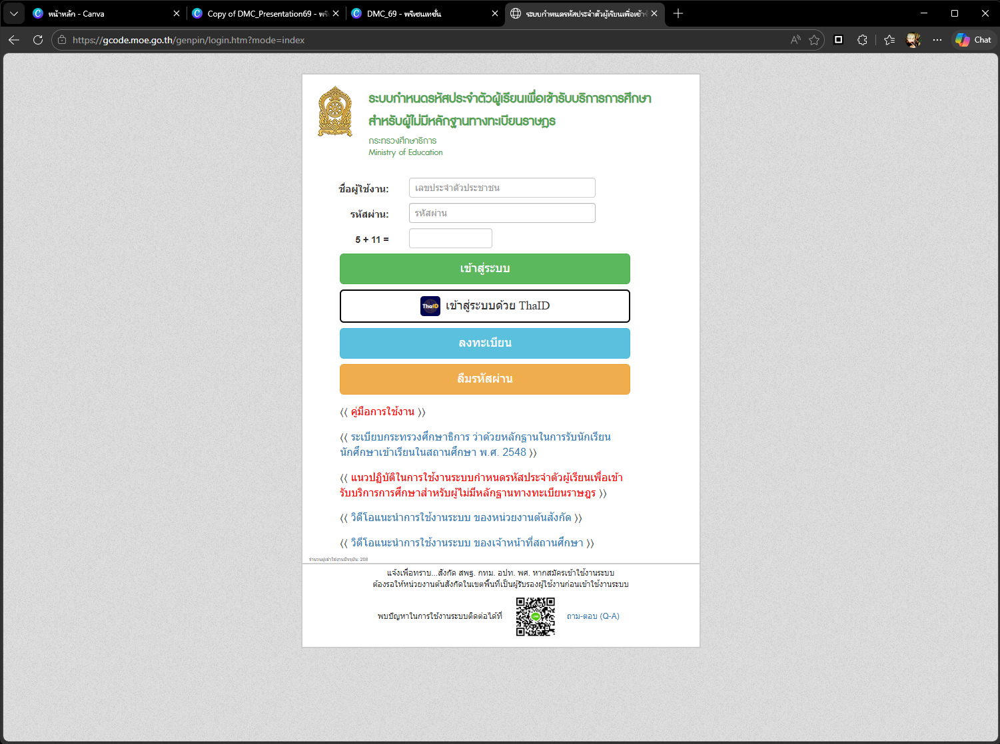 หน้าหลัก - Canva
Copy of DMC_Presentation69 - พรี
DMC_69 - พรีเซนเทชั่น
ระบบกำหนดรหัสประจำตัวผู้เรียนเพื่อเข้า
https://gcode.moe.go.th/genpin/login.htm?mode=index
Chat
ระบบกำหนดรหัสประจำตัวผู้เรียนเพื่อเข้ารับบริการการศึกษา
สำหรับผู้ไม่มีหลักฐานทางทะเบียนราษฎร
กระทรวงศึกษาธิการ
Ministry of Education
ชื่อผู้ใช้งาน: เลขประจำตัวประชาชน
รหัสผ่าน: รหัสผ่าน
5 + 11 =
เข้าสู่ระบบ
ThaID เข้าสู่ระบบด้วย ThaID
ลงทะเบียน
ลืมรหัสผ่าน
⟨⟨ คู่มือการใช้งาน ⟩⟩
⟨⟨ ระเบียบกระทรวงศึกษาธิการ ว่าด้วยหลักฐานในการรับนักเรียน
นักศึกษาเข้าเรียนในสถานศึกษา พ.ศ. 2548 ⟩⟩
⟨⟨ แนวปฏิบัติในการใช้งานระบบกำหนดรหัสประจำตัวผู้เรียนเพื่อเข้า
รับบริการการศึกษาสำหรับผู้ไม่มีหลักฐานทางทะเบียนราษฎร ⟩⟩
⟨⟨ วิดีโอแนะนำการใช้งานระบบ ของหน่วยงานต้นสังกัด ⟩⟩
⟨⟨ วิดีโอแนะนำการใช้งานระบบ ของเจ้าหน้าที่สถานศึกษา ⟩⟩
จำนวนผู้เข้าใช้งานปัจจุบัน: 208
แจ้งเพื่อทราบ...สังกัด สพฐ. กทม. อปท. พศ. หากสมัครเข้าใช้งานระบบ
ต้องรอให้หน่วยงานต้นสังกัดในเขตพื้นที่เป็นผู้รับรองผู้ใช้งานก่อนเข้าใช้งานระบบ
พบปัญหาในการใช้งานระบบติดต่อได้ที่
ถาม-ตอบ (Q-A)